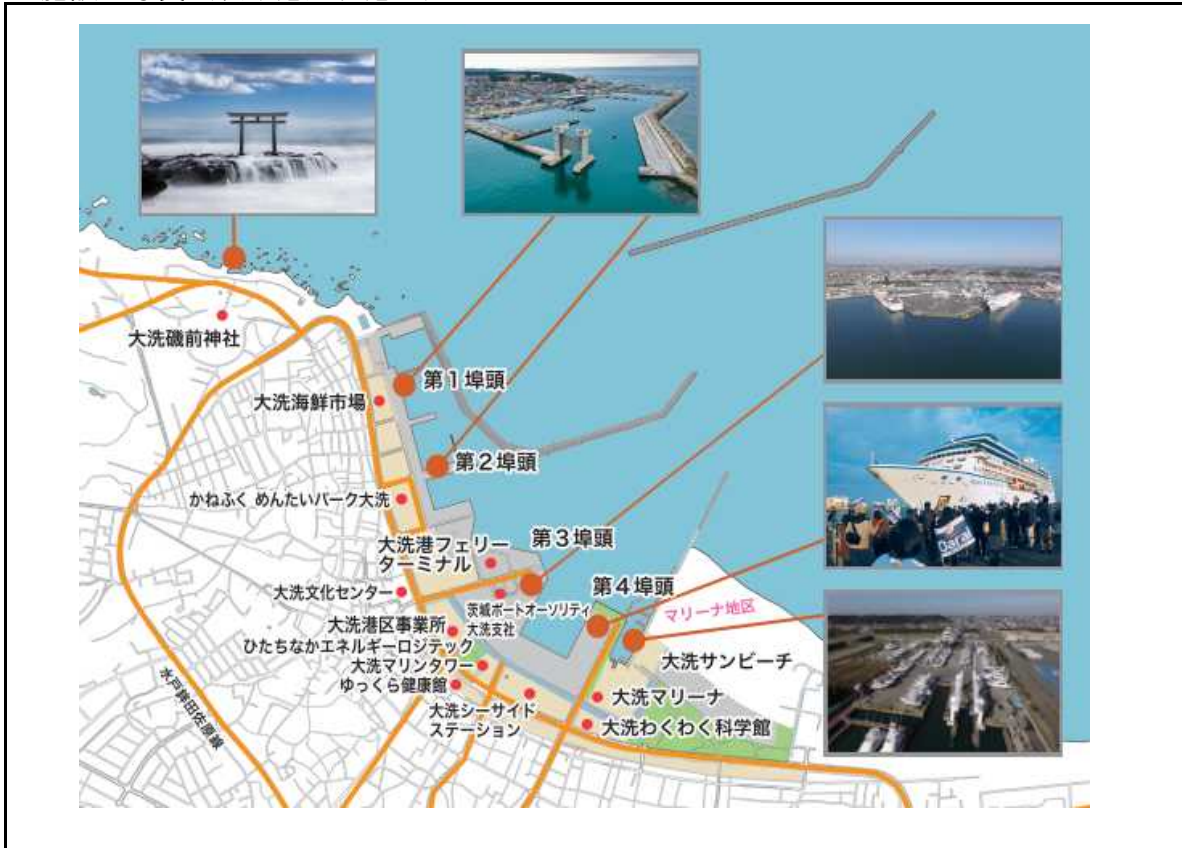 大洗磯前神社
第1埠頭
大洗海鮮市場
第2埠頭
かねふく めんたいパーク大洗
大洗港フェリー
ターミナル
第3埠頭
大洗文化センター
茨城ポートオーソリティ
大洗支社
第4埠頭
マリーナ地区
大洗港区事業所
ひたちなかエネルギーロジテック
大洗マリンタワー
ゆっくら健康館
大洗サンビーチ
大洗シーサイド
ステーション
大洗マリーナ
大洗わくわく科学館
水戸鉾田佐原線